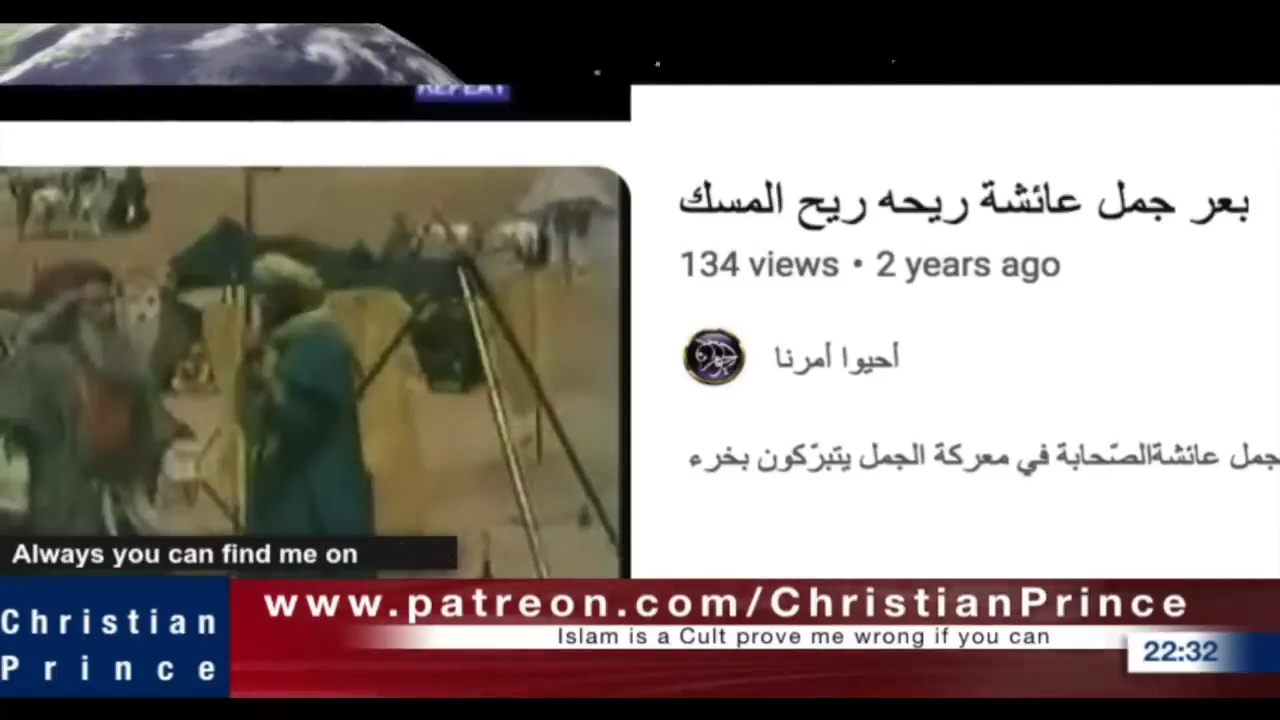 REPEAT
بعر جمل عائشة ريحه ريح المسك
134 views • 2 years ago
أحيوا أمرنا
جمل عائشةالصّحابة في معركة الجمل يتبرّكون بخرء
Always you can find me on
www.patreon.com/ChristianPrince
Islam is a Cult prove me wrong if you can
Christian
Prince
22:32